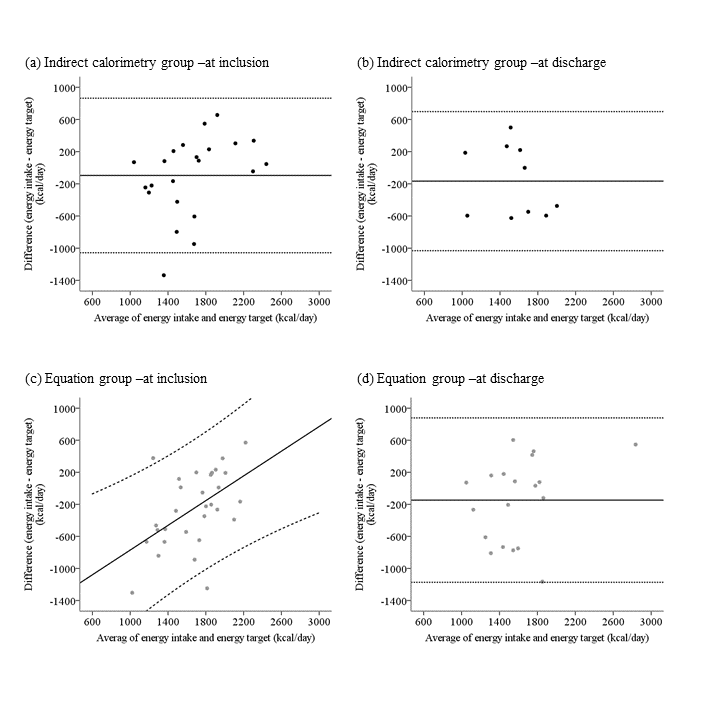 (a) Indirect calorimetry group –at inclusion
Difference (energy intake - energy target)
(kcal/day)
1000
600
200
-200
-600
-1000
-1400
600 1000 1400 1800 2200 2600 3000
Average of energy intake and energy target (kcal/day)
(b) Indirect calorimetry group –at discharge
Difference (energy intake - energy target)
(kcal/day)
1000
600
200
-200
-600
-1000
-1400
600 1000 1400 1800 2200 2600 3000
Average of energy intake and energy target (kcal/day)
(c) Equation group –at inclusion
Difference (energy intake - energy target)
(kcal/day)
1000
600
200
-200
-600
-1000
-1400
600 1000 1400 1800 2200 2600 3000
Averag of energy intake and energy target (kcal/day)
(d) Equation group –at discharge
Difference (energy intake - energy target)
(kcal/day)
1000
600
200
-200
-600
-1000
-1400
600 1000 1400 1800 2200 2600 3000
Average of energy intake and energy target (kcal/day)